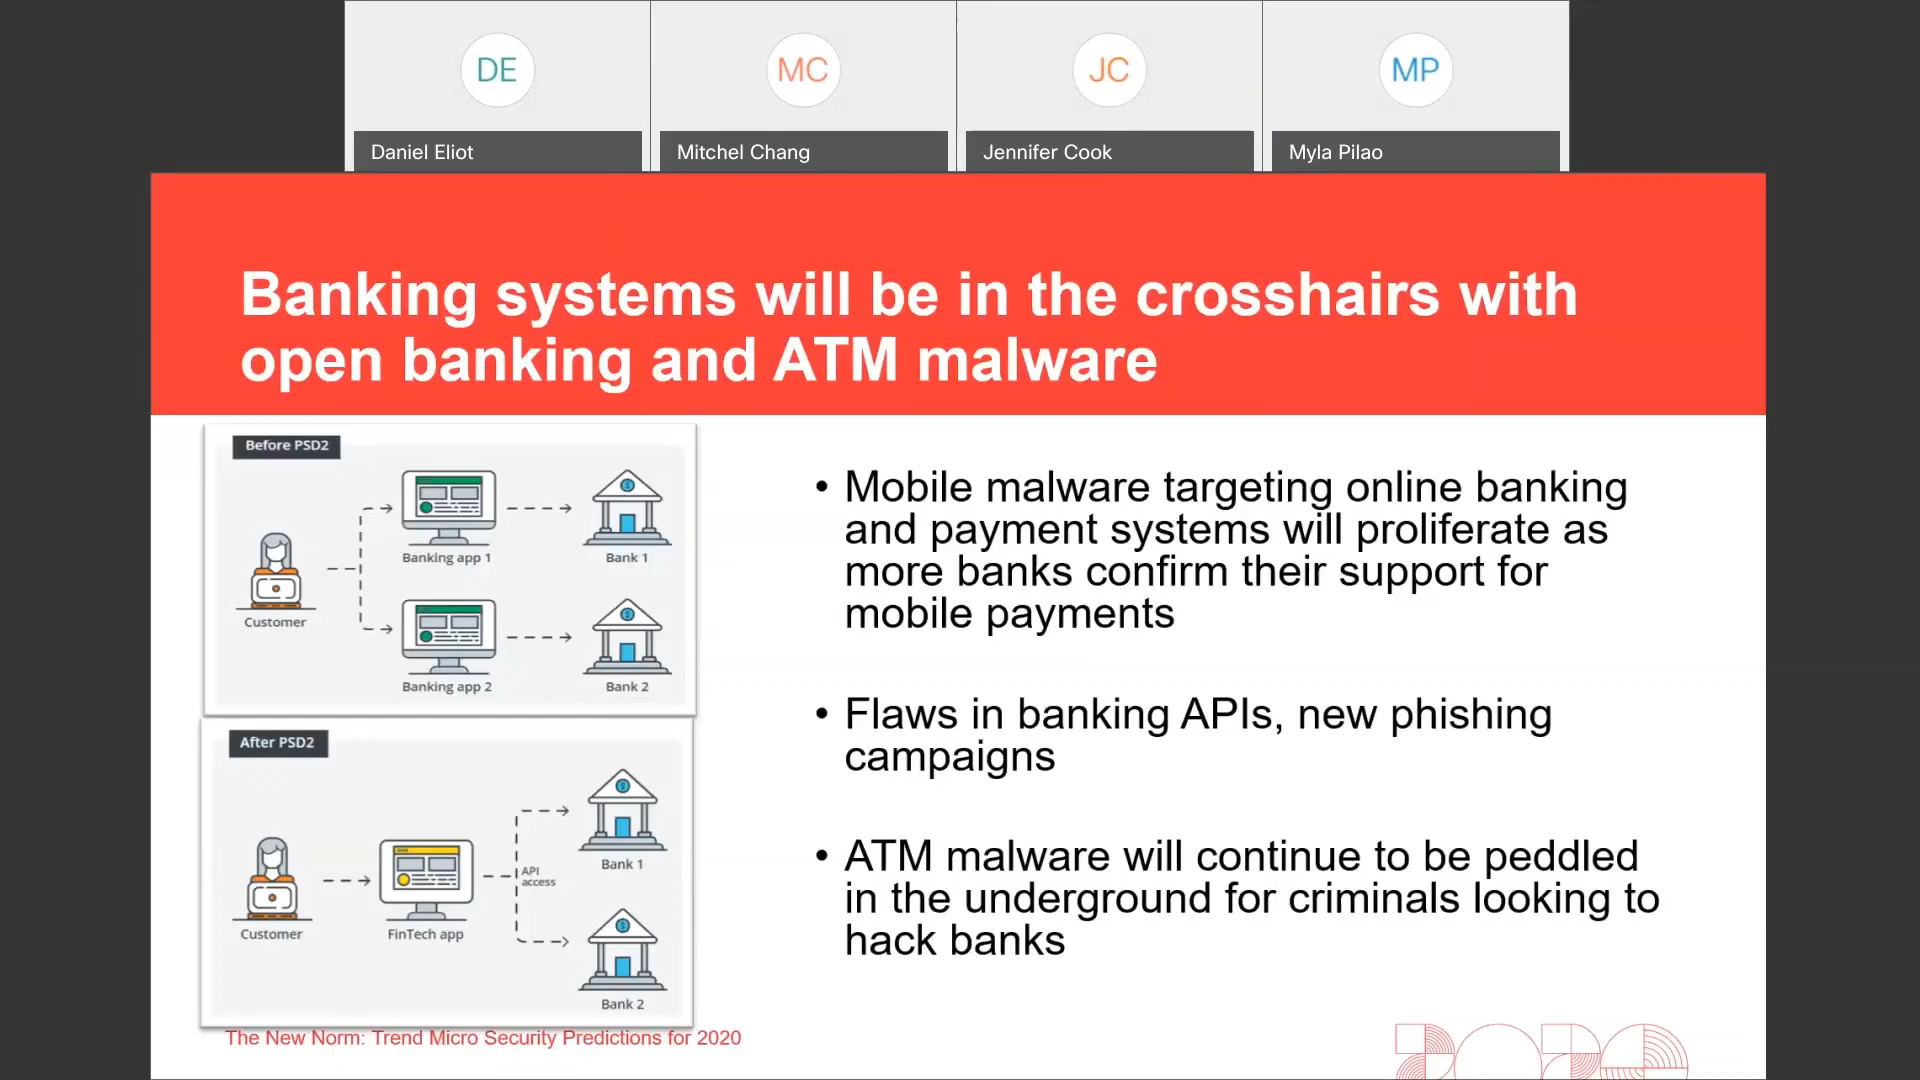 DE
MC
JC
MP
Daniel Eliot
Mitchel Chang
Jennifer Cook
Myla Pilao
Banking systems will be in the crosshairs with
open banking and ATM malware
Before PSD2
Banking app 1
Bank 1
Customer
Banking app 2
Bank 2
After PSD2
Bank 1
API
access
Customer
FinTech app
Bank 2
• Mobile malware targeting online banking
and payment systems will proliferate as
more banks confirm their support for
mobile payments
• Flaws in banking APIs, new phishing
campaigns
• ATM malware will continue to be peddled
in the underground for criminals looking to
hack banks
The New Norm: Trend Micro Security Predictions for 2020
2020